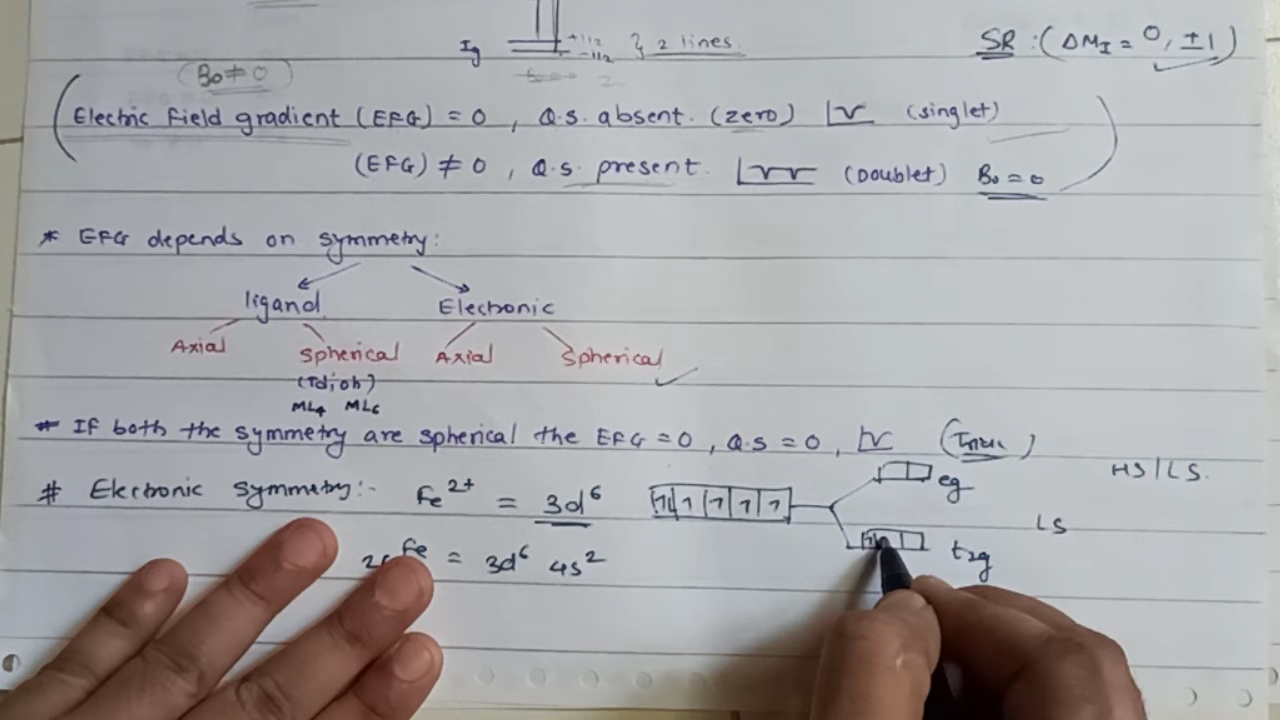 Ig +1/2 -1/2 } 2 lines.
SR : (ΔMI = 0, ±1)
(B0 ≠ 0)
Electric Field gradient (EFG) = 0, Q.S. absent. (zero) (singlet)
(EFG) ≠ 0, Q.S. present. (Doublet) B0 = 0
* EFG depends on symmetry:
ligand Electronic
Axial spherical Axial Spherical
(Td, Oh)
ML4 ML6
* If both the symmetry are spherical the EFG = 0, Q.S = 0,
# Electronic Symmetry:- Fe2+ = 3d6 eg HS/LS.
LS
Fe = 3d6 4s2 t2g